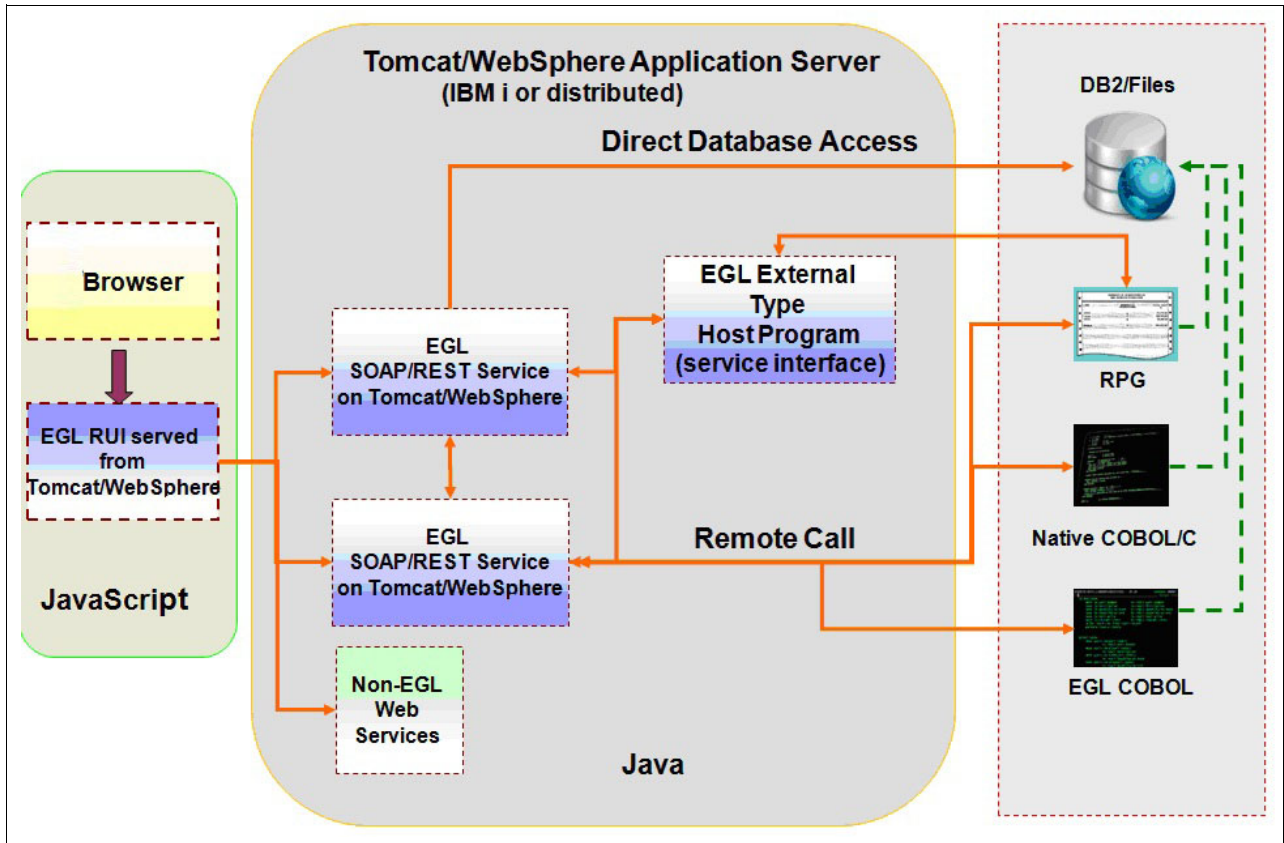 Tomcat/WebSphere Application Server
(IBM i or distributed)
Direct Database Access
DB2/Files
Browser
EGL RUI served
from
Tomcat/WebSphere
JavaScript
EGL
SOAP/REST Service
on Tomcat/WebSphere
EGL External
Type
Host Program
(service interface)
RPG
EGL
SOAP/REST Service
on Tomcat/WebSphere
Remote Call
Native COBOL/C
Non-EGL
Web
Services
EGL COBOL
Java